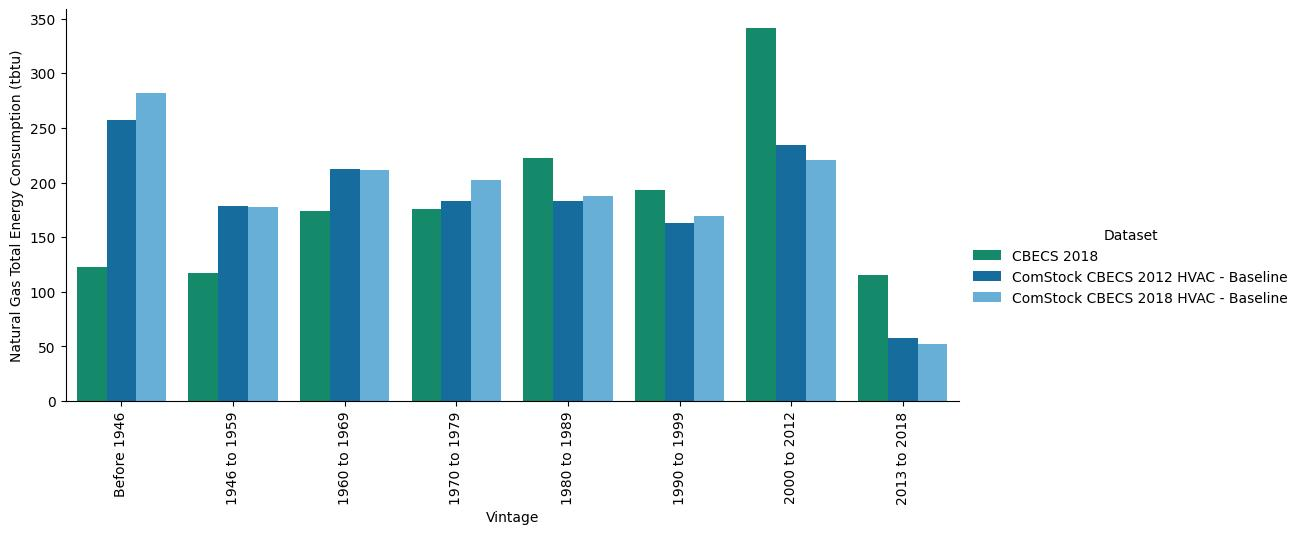 Natural Gas Total Energy Consumption (tbtu)
350
300
250
200
150
100
50
0
Before 1946
1946 to 1959
1960 to 1969
1970 to 1979
1980 to 1989
1990 to 1999
2000 to 2012
2013 to 2018
Vintage
Dataset
CBECS 2018
ComStock CBECS 2012 HVAC - Baseline
ComStock CBECS 2018 HVAC - Baseline